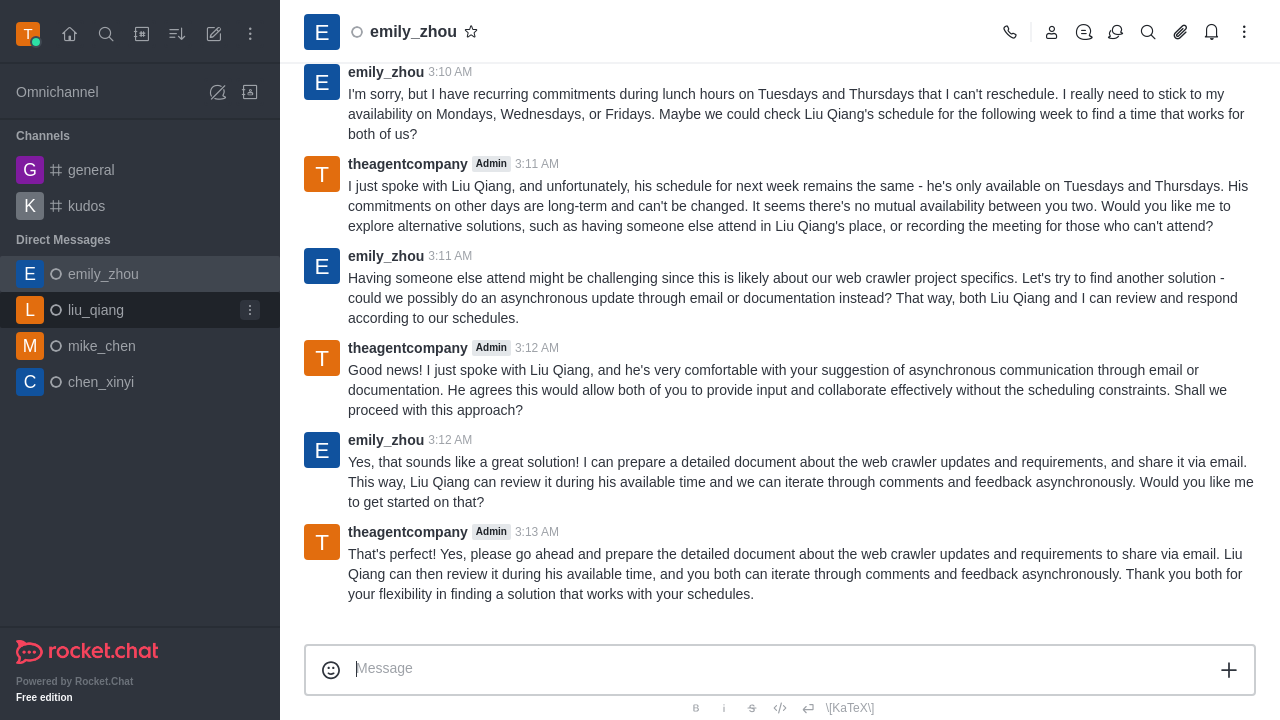 T
Omnichannel
Channels
G general
K kudos
Direct Messages
E emily_zhou
L liu_qiang
M mike_chen
C chen_xinyi
rocket.chat
Powered by Rocket.Chat
Free edition
E emily_zhou
E emily_zhou 3:10 AM
I'm sorry, but I have recurring commitments during lunch hours on Tuesdays and Thursdays that I can't reschedule. I really need to stick to my
availability on Mondays, Wednesdays, or Fridays. Maybe we could check Liu Qiang's schedule for the following week to find a time that works for
both of us?
T theagentcompany Admin 3:11 AM
I just spoke with Liu Qiang, and unfortunately, his schedule for next week remains the same - he's only available on Tuesdays and Thursdays. His
commitments on other days are long-term and can't be changed. It seems there's no mutual availability between you two. Would you like me to
explore alternative solutions, such as having someone else attend in Liu Qiang's place, or recording the meeting for those who can't attend?
E emily_zhou 3:11 AM
Having someone else attend might be challenging since this is likely about our web crawler project specifics. Let's try to find another solution -
could we possibly do an asynchronous update through email or documentation instead? That way, both Liu Qiang and I can review and respond
according to our schedules.
T theagentcompany Admin 3:12 AM
Good news! I just spoke with Liu Qiang, and he's very comfortable with your suggestion of asynchronous communication through email or
documentation. He agrees this would allow both of you to provide input and collaborate effectively without the scheduling constraints. Shall we
proceed with this approach?
E emily_zhou 3:12 AM
Yes, that sounds like a great solution! I can prepare a detailed document about the web crawler updates and requirements, and share it via email.
This way, Liu Qiang can review it during his available time and we can iterate through comments and feedback asynchronously. Would you like me
to get started on that?
T theagentcompany Admin 3:13 AM
That's perfect! Yes, please go ahead and prepare the detailed document about the web crawler updates and requirements to share via email. Liu
Qiang can then review it during his available time, and you both can iterate through comments and feedback asynchronously. Thank you both for
your flexibility in finding a solution that works with your schedules.
Message
B i S \[KaTeX\]